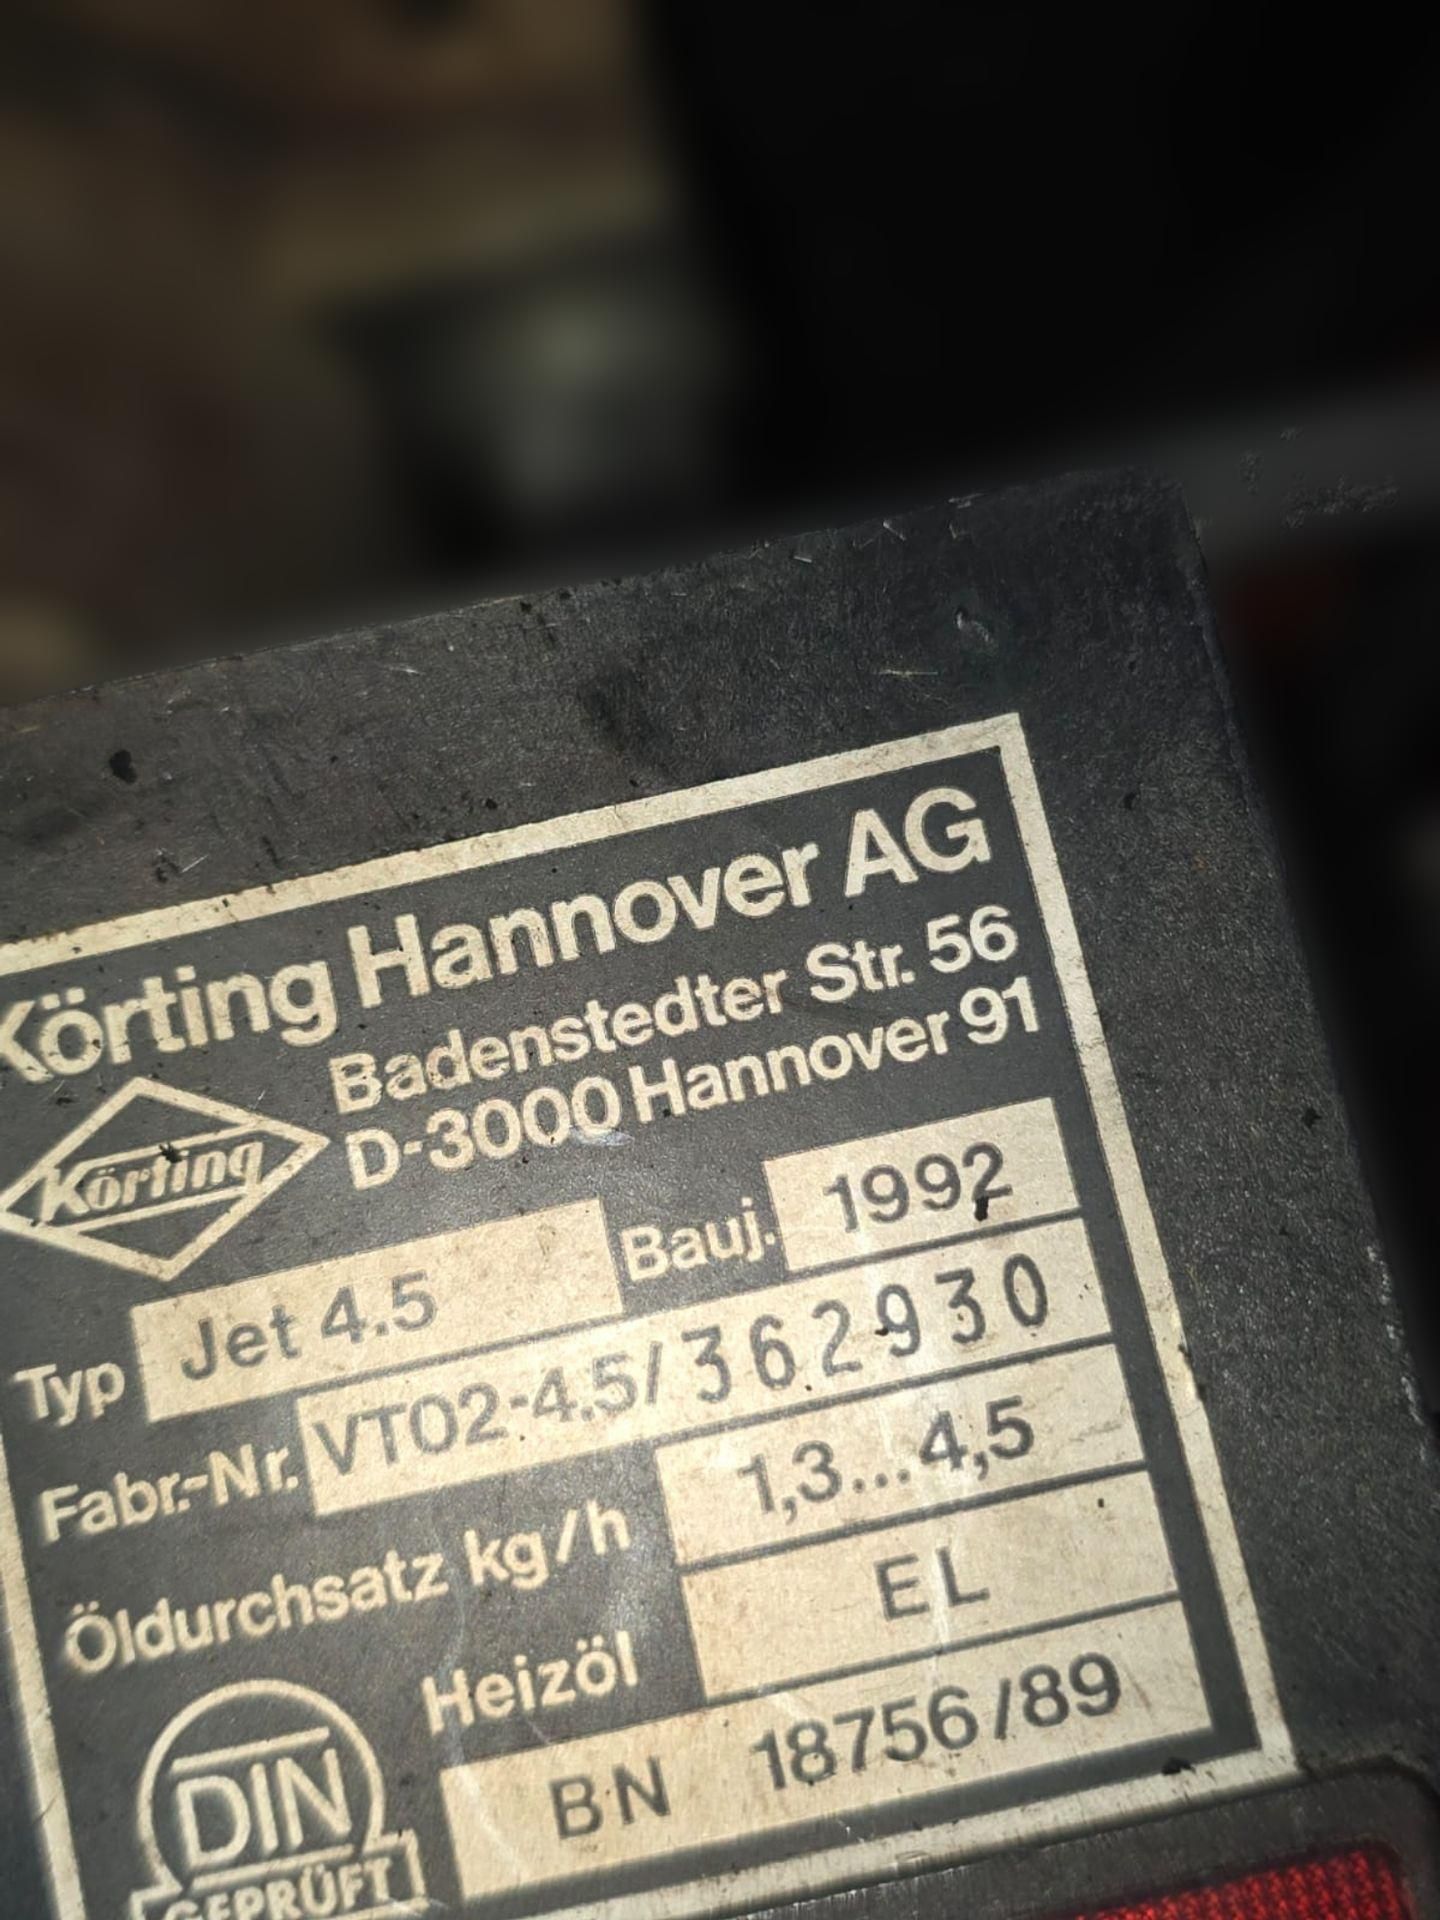 Körting Hannover AG
Badenstedter Str. 56
D-3000 Hannover 91
Körting
Typ Jet 4.5 Bauj. 1992
Fabr.-Nr. VT02-4.5/362930
Öldurchsatz kg/h 1,3...4,5
Heizöl EL
DIN
GEPRÜFT
BN 18756/89